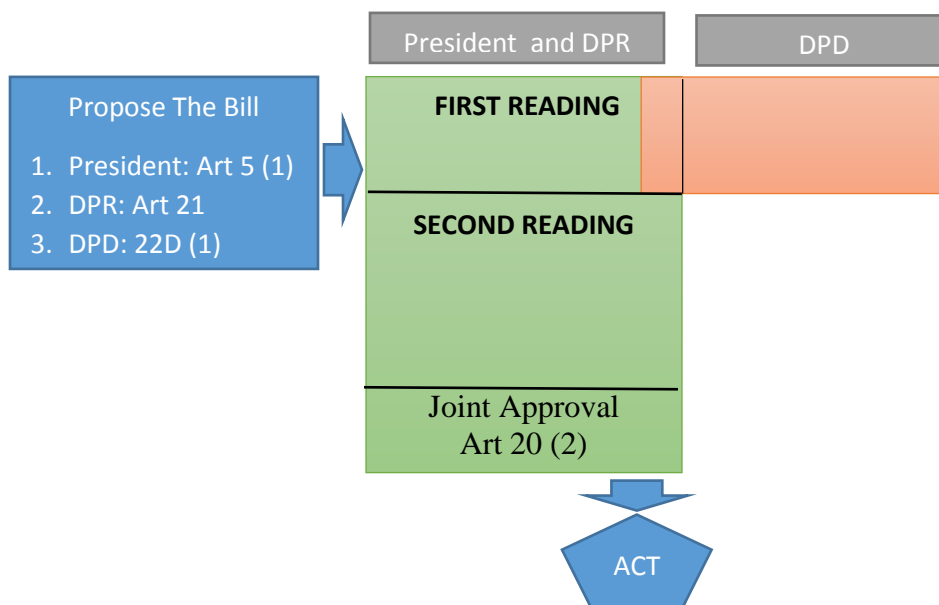 President and DPR
DPD
Propose The Bill
1. President: Art 5 (1)
2. DPR: Art 21
3. DPD: 22D (1)
FIRST READING
SECOND READING
Joint Approval
Art 20 (2)
ACT